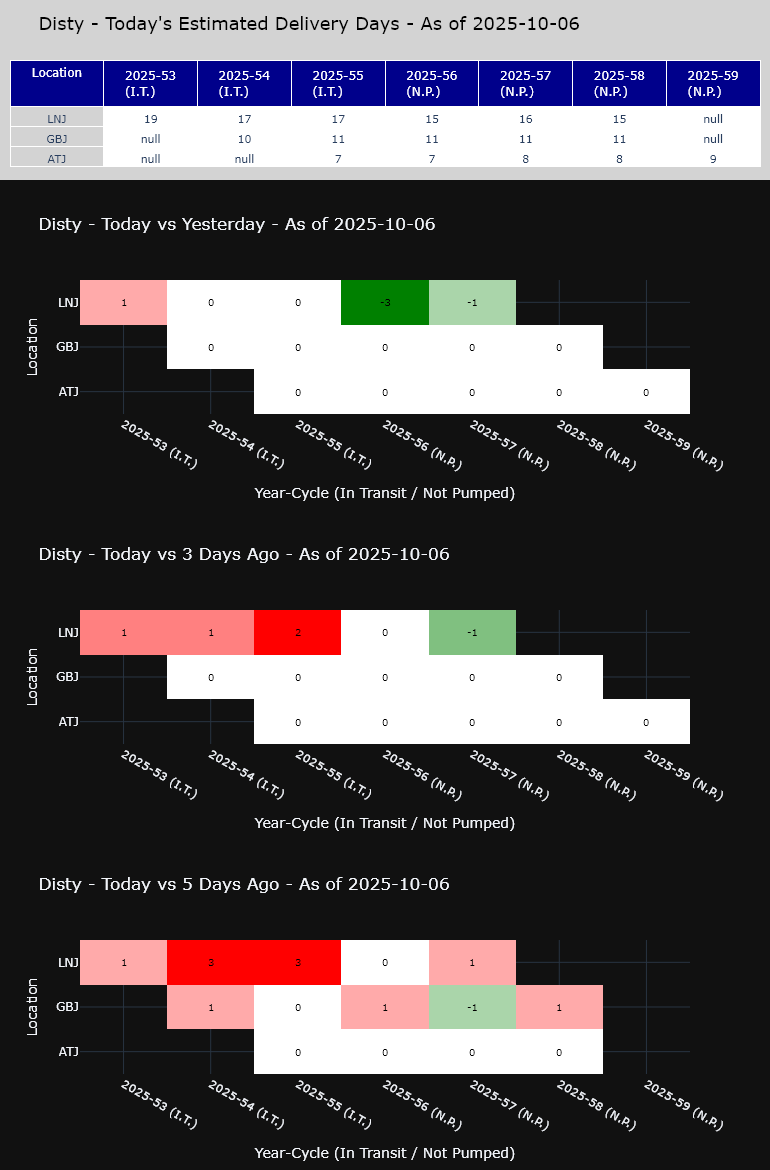 Disty - Today's Estimated Delivery Days - As of 2025-10-06
Location 2025-53 (I.T.) 2025-54 (I.T.) 2025-55 (I.T.) 2025-56 (N.P.) 2025-57 (N.P.) 2025-58 (N.P.) 2025-59 (N.P.)
LNJ 19 17 17 15 16 15 null
GBJ null 10 11 11 11 11 null
ATJ null null 7 7 8 8 9
Disty - Today vs Yesterday - As of 2025-10-06
Location
LNJ 1 0 0 -3 -1
GBJ 0 0 0 0 0
ATJ 0 0 0 0 0
2025-53 (I.T.) 2025-54 (I.T.) 2025-55 (I.T.) 2025-56 (N.P.) 2025-57 (N.P.) 2025-58 (N.P.) 2025-59 (N.P.)
Year-Cycle (In Transit / Not Pumped)
Disty - Today vs 3 Days Ago - As of 2025-10-06
Location
LNJ 1 1 2 0 -1
GBJ 0 0 0 0 0
ATJ 0 0 0 0 0
2025-53 (I.T.) 2025-54 (I.T.) 2025-55 (I.T.) 2025-56 (N.P.) 2025-57 (N.P.) 2025-58 (N.P.) 2025-59 (N.P.)
Year-Cycle (In Transit / Not Pumped)
Disty - Today vs 5 Days Ago - As of 2025-10-06
Location
LNJ 1 3 3 0 1
GBJ 1 0 1 -1 1
ATJ 0 0 0 0
2025-53 (I.T.) 2025-54 (I.T.) 2025-55 (I.T.) 2025-56 (N.P.) 2025-57 (N.P.) 2025-58 (N.P.) 2025-59 (N.P.)
Year-Cycle (In Transit / Not Pumped)